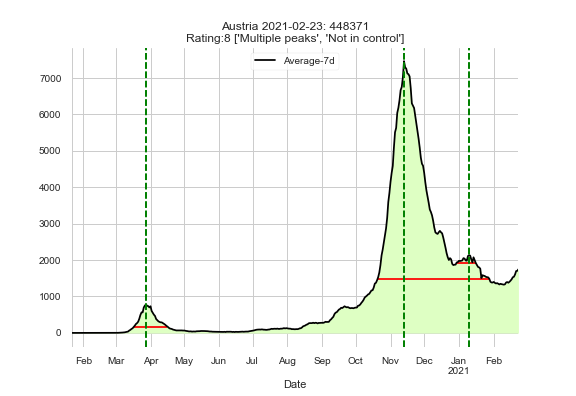 Austria 2021-02-23: 448371
Rating:8 ['Multiple peaks', 'Not in control']
Average-7d
7000
6000
5000
4000
3000
2000
1000
0
Feb Mar Apr May Jun Jul Aug Sep Oct Nov Dec Jan Feb
2021
Date